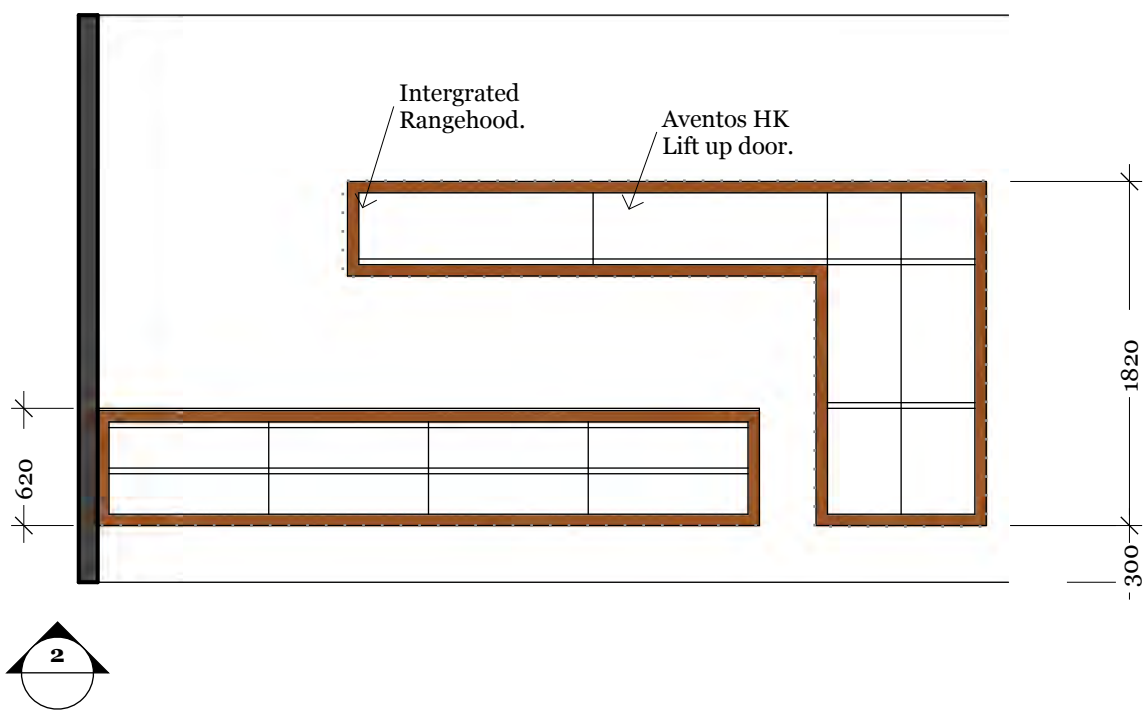 Intergrated
Rangehood.
Aventos HK
Lift up door.
1820
620
300
2